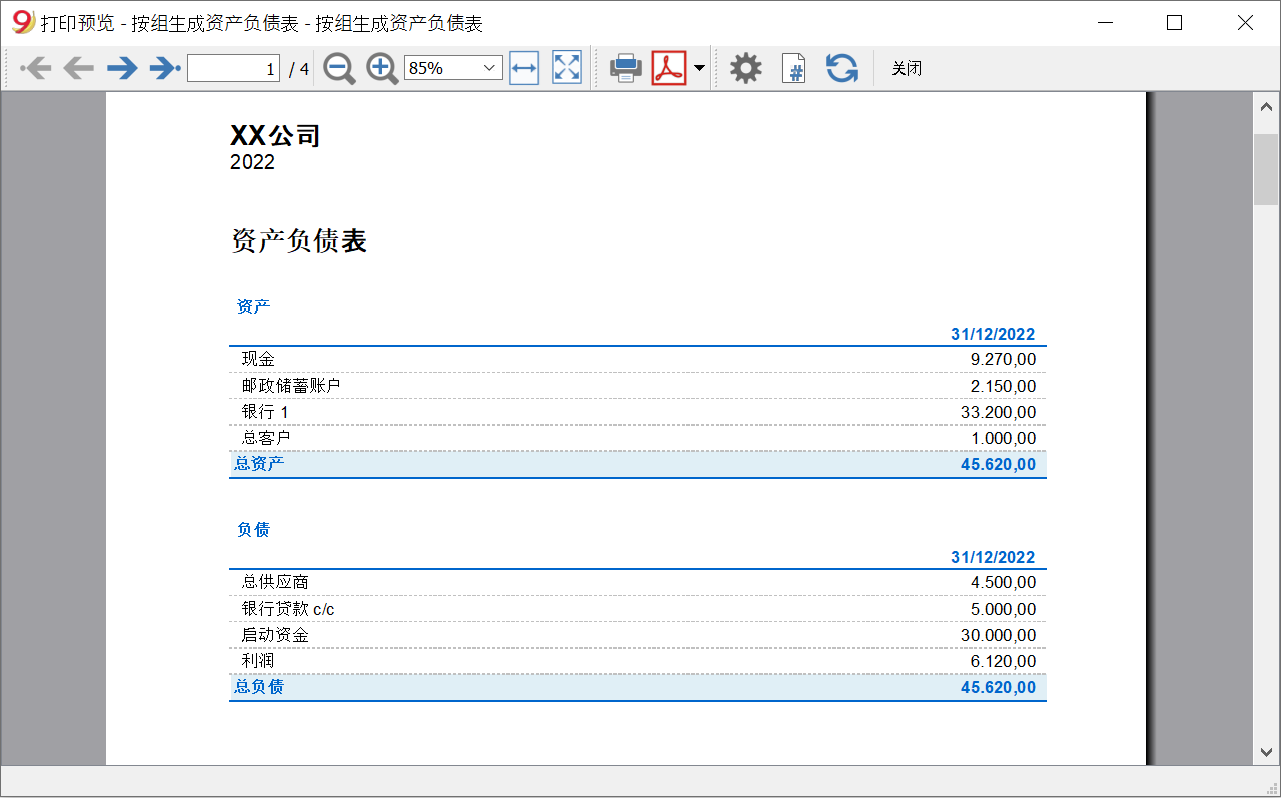 打印预览 - 按组生成资产负债表 - 按组生成资产负债表
1 / 4 85% 关闭
XX公司
2022
资产负债表
资产
31/12/2022
现金 9.270,00
邮政储蓄账户 2.150,00
银行 1 33.200,00
总客户 1.000,00
总资产 45.620,00
负债
31/12/2022
总供应商 4.500,00
银行贷款 c/c 5.000,00
启动资金 30.000,00
利润 6.120,00
总负债 45.620,00